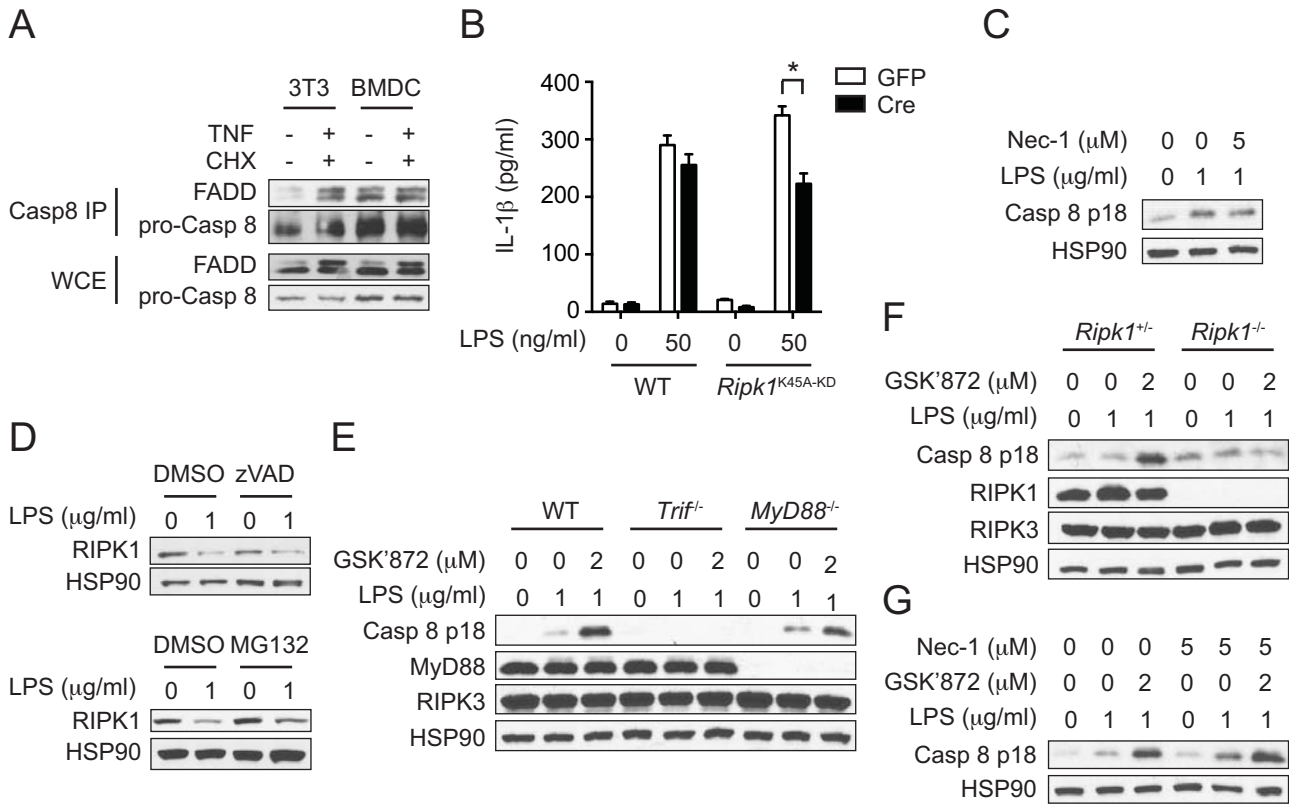 A
3T3 BMDC
TNF - + - +
CHX - + - +
Casp8 IP
FADD
pro-Casp 8
WCE
FADD
pro-Casp 8
B
IL-1β (pg/ml)
400
300
200
300
0
*
GFP
Cre
LPS (ng/ml) 0 50 0 50
WT Ripk1K45A-KD
C
Nec-1 (μM) 0 0 5
LPS (μg/ml) 0 1 1
Casp 8 p18
HSP90
D
DMSO zVAD
LPS (μg/ml) 0 1 0 1
RIPK1
HSP90
DMSO MG132
LPS (μg/ml) 0 1 0 1
RIPK1
HSP90
E
WT Trif/- MyD88-/-
GSK'872 (μM) 0 0 2 0 0 2 0 0 2
LPS (μg/ml) 0 1 1 0 1 1 0 1 1
Casp 8 p18
MyD88
RIPK3
HSP90
F
Ripk1+/- Ripk1-/-
GSK'872 (μM) 0 0 2 0 0 2
LPS (μg/ml) 0 1 1 0 1 1
Casp 8 p18
RIPK1
RIPK3
HSP90
G
Nec-1 (μM) 0 0 0 5 5 5
GSK'872 (μM) 0 0 2 0 0 2
LPS (μg/ml) 0 1 1 0 1 1
Casp 8 p18
HSP90